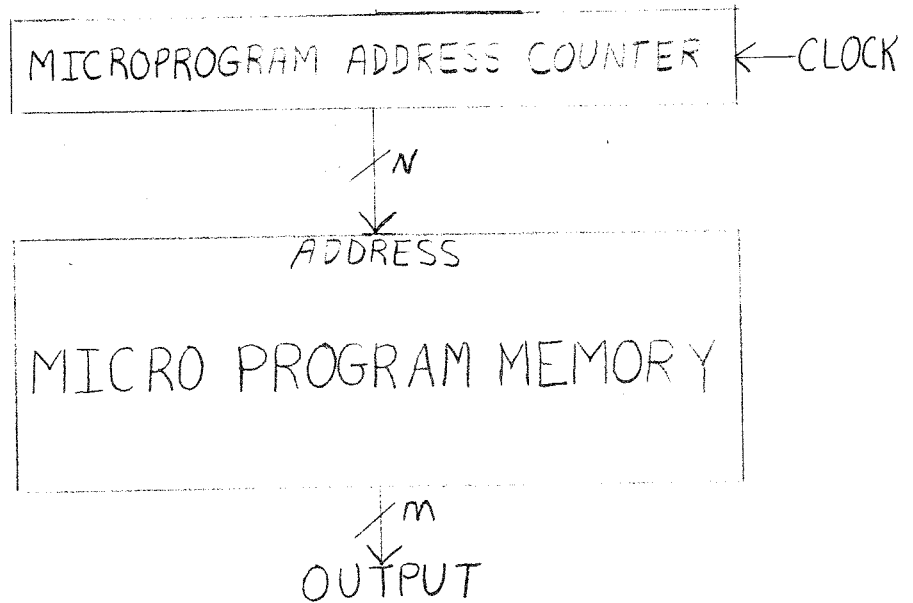 MICROPROGRAM ADDRESS COUNTER
CLOCK
N
ADDRESS
MICRO PROGRAM MEMORY
M
OUTPUT